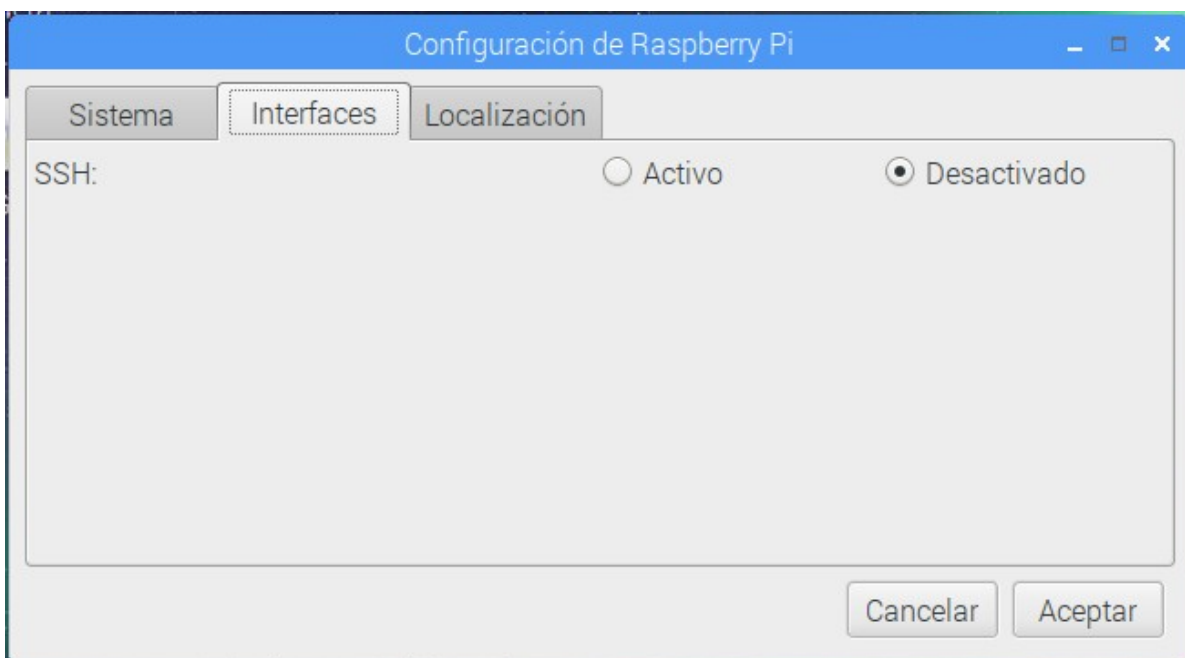 Configuración de Raspberry Pi
Sistema Interfaces Localización
SSH: Activo Desactivado
Cancelar Aceptar